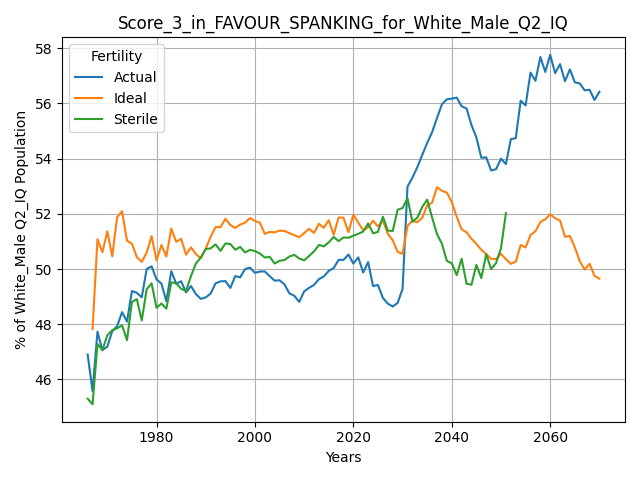 Score_3_in_FAVOUR_SPANKING_for_White_Male_Q2_IQ
Fertility
Actual
Ideal
Sterile
% of White_Male Q2_IQ Population
58
56
54
52
50
48
46
1980
2000
2020
2040
2060
Years